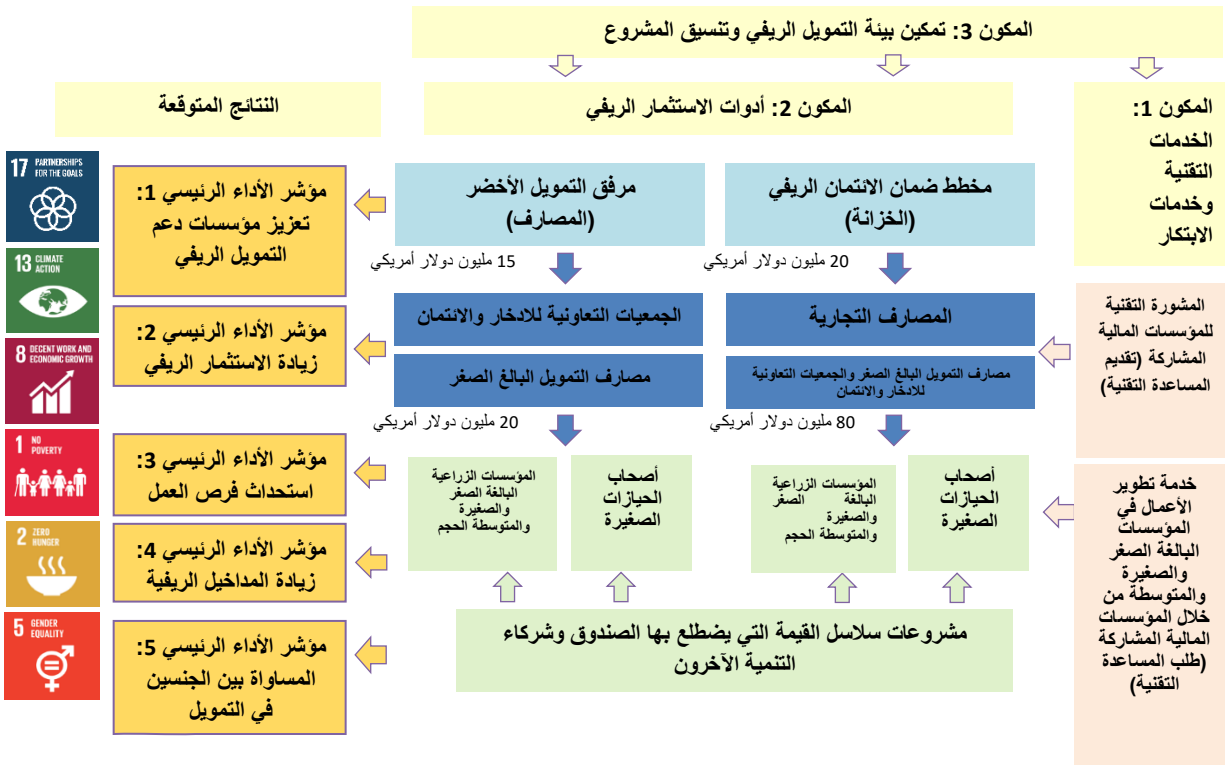 المكون 3: تمكين بيئة التمويل الريفي وتنسيق المشروع
المكون 1:
الخدمات
التقنية
وخدمات
الابتكار
المكون 2: أدوات الاستثمار الريفي
النتائج المتوقعة
مخطط ضمان الائتمان الريفي
(الخزانة)
مرفق التمويل الأخضر
(المصارف)
مؤشر الأداء الرئيسي 1:
تعزيز مؤسسات دعم
التمويل الريفي
17 PARTNERSHIPS
FOR THE GOALS
20 مليون دولار أمريكي
15 مليون دولار أمريكي
13 CLIMATE
ACTION
المشورة التقنية
للمؤسسات المالية
المشاركة (تقديم
المساعدة التقنية)
المصارف التجارية
الجمعيات التعاونية للادخار والائتمان
مؤشر الأداء الرئيسي 2:
زيادة الاستثمار الريفي
8 DECENT WORK AND
ECONOMIC GROWTH
مصارف التمويل البالغ الصغر والجمعيات التعاونية
للادخار والائتمان
مصارف التمويل البالغ الصغر
80 مليون دولار أمريكي
20 مليون دولار أمريكي
مؤشر الأداء الرئيسي 3:
استحداث فرص العمل
1 NO
POVERTY
خدمة تطوير
الأعمال في
المؤسسات
البالغة الصغر
والصغيرة
والمتوسطة من
خلال المؤسسات
المالية المشاركة
(طلب المساعدة
التقنية)
أصحاب
الحيازات
الصغيرة
المؤسسات الزراعية
البالغة الصغر
والصغيرة
والمتوسطة الحجم
أصحاب
الحيازات
الصغيرة
المؤسسات الزراعية
البالغة الصغر
والصغيرة
والمتوسطة الحجم
مؤشر الأداء الرئيسي 4:
زيادة المداخيل الريفية
2 ZERO
HUNGER
مشروعات سلاسل القيمة التي يضطلع بها الصندوق وشركاء
التنمية الآخرون
مؤشر الأداء الرئيسي 5:
المساواة بين الجنسين
في التمويل
5 GENDER
EQUALITY